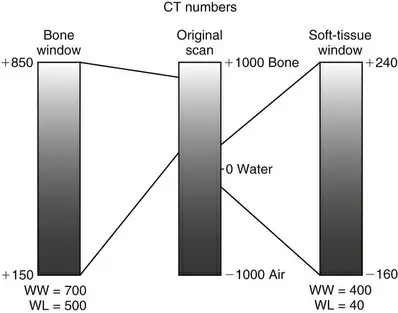 CT numbers
Bone
window
Original
scan
Soft-tissue
window
+850
+1000 Bone
+240
0 Water
+150
−1000 Air
−160
WW = 700
WL = 500
WW = 400
WL = 40